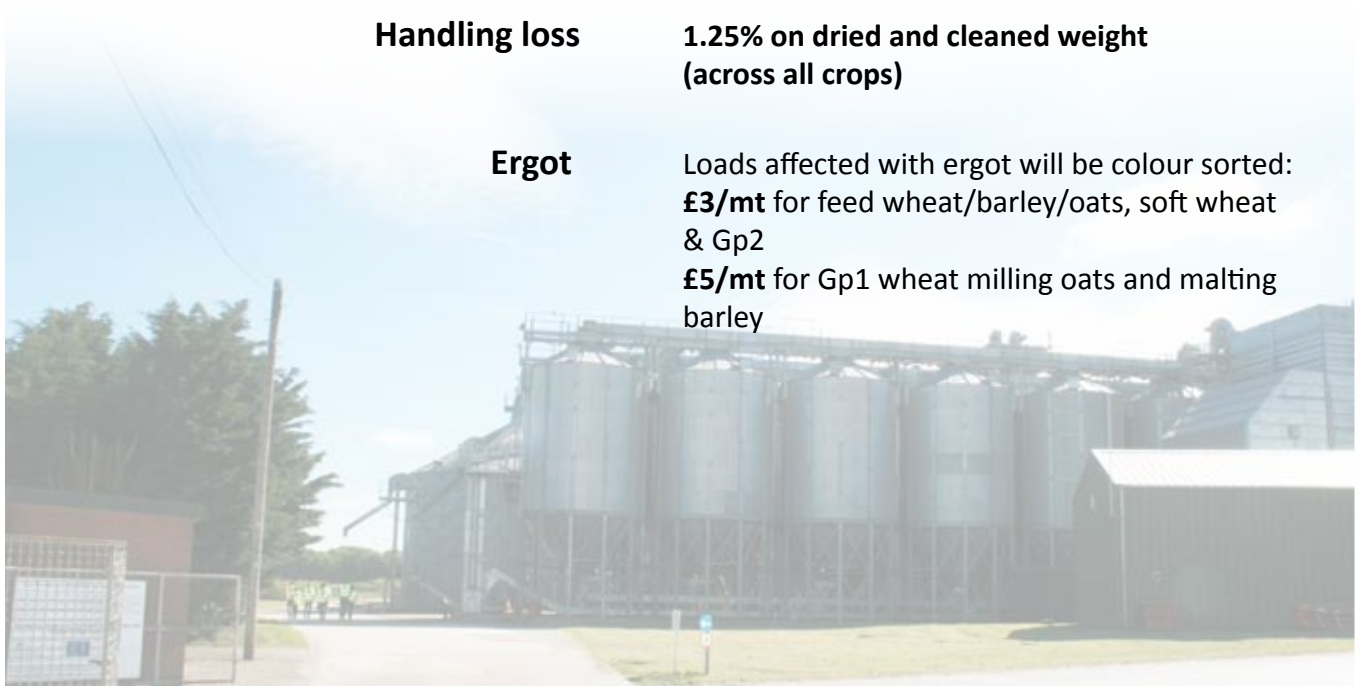 Handling loss 1.25% on dried and cleaned weight
(across all crops)
Ergot Loads affected with ergot will be colour sorted:
£3/mt for feed wheat/barley/oats, soft wheat
& Gp2
£5/mt for Gp1 wheat milling oats and malting
barley